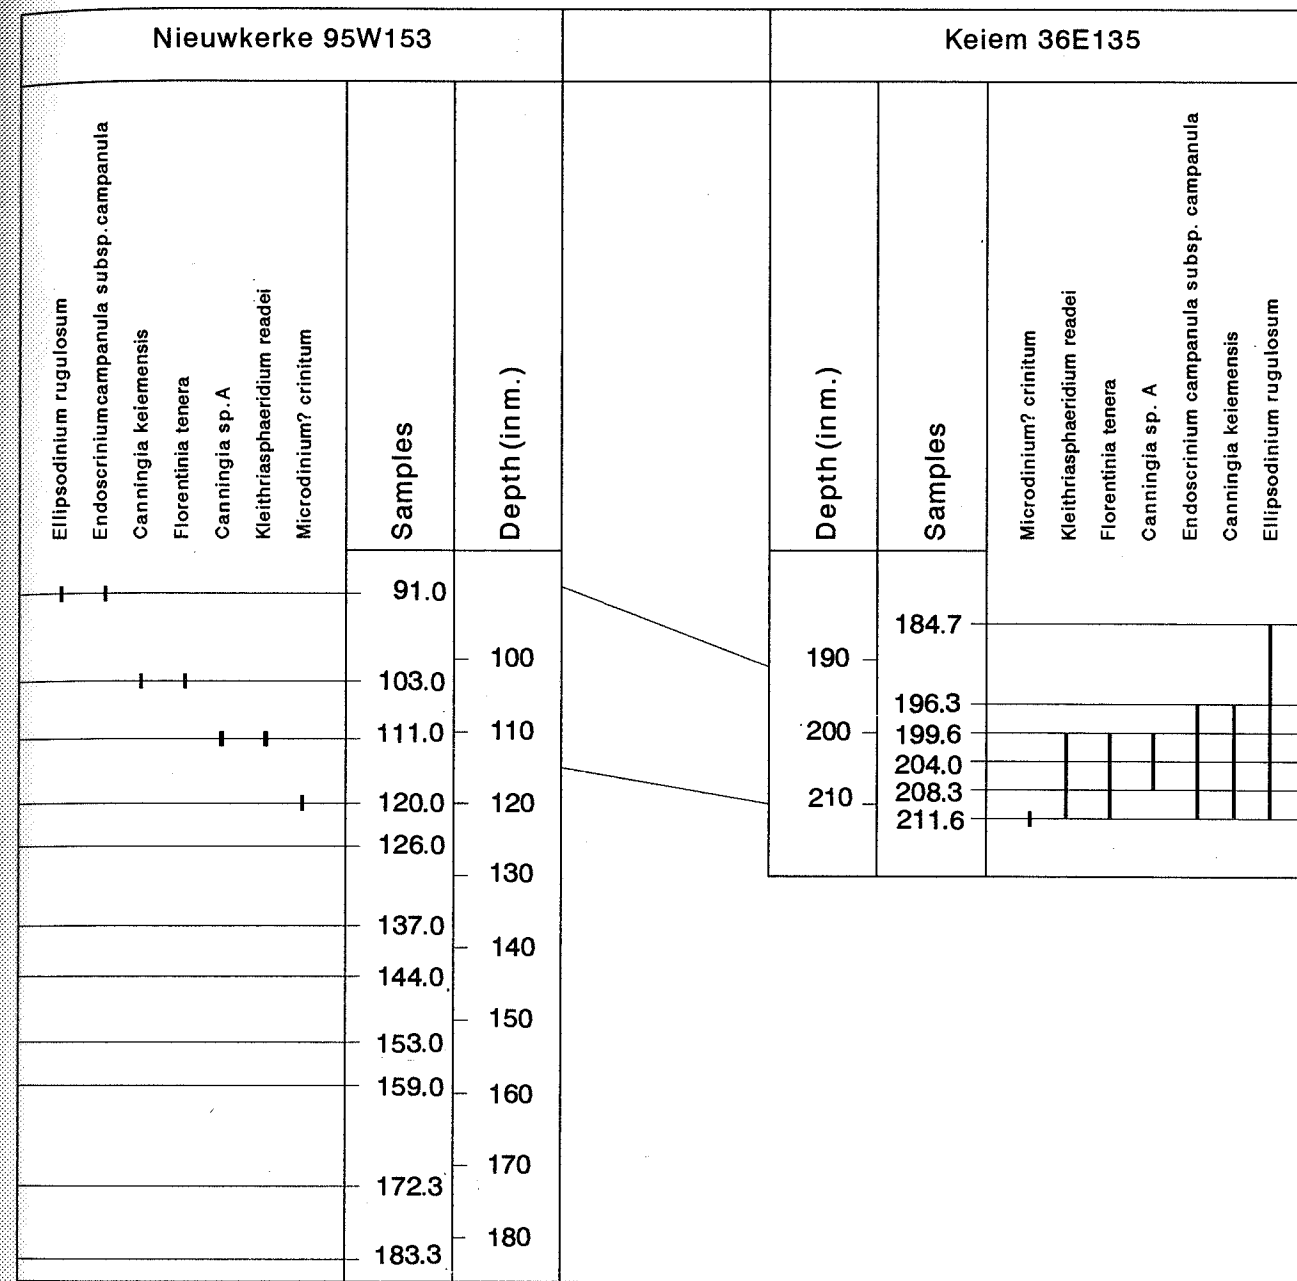 Nieuwkerke 95W153
Keiem 36E135
Ellipsodinium rugulosum
Endoscriniumcampanula subsp. campanula
Canningia keiemensis
Florentinia tenera
Canningia sp. A
Kleithriasphaeridium readei
Microdinium? crinitum
Samples
Depth (in m.)
Depth (in m.)
Samples
Microdinium? crinitum
Kleithriasphaeridium readei
Florentinia tenera
Canningia sp. A
Endoscrinium campanula subsp. campanula
Canningia keiemensis
Ellipsodinium rugulosum
91.0
103.0
111.0
120.0
126.0
137.0
144.0
153.0
159.0
172.3
183.3
100
110
120
130
140
150
160
170
180
190
200
210
184.7
196.3
199.6
204.0
208.3
211.6